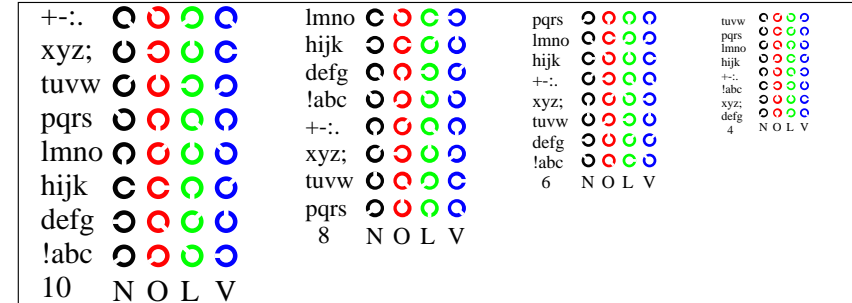 +-:.
xyz;
tuvw
pqrs
lmno
hijk
defg
!abc
10 N O L V
lmno
hijk
defg
!abc
+-:.
xyz;
tuvw
pqrs
8 N O L V
pqrs
lmno
hijk
+-:.
xyz;
tuvw
defg
!abc
6 N O L V
tuvw
pqrs
lmno
hijk
+-:.
!abc
xyz;
defg
4 N O L V